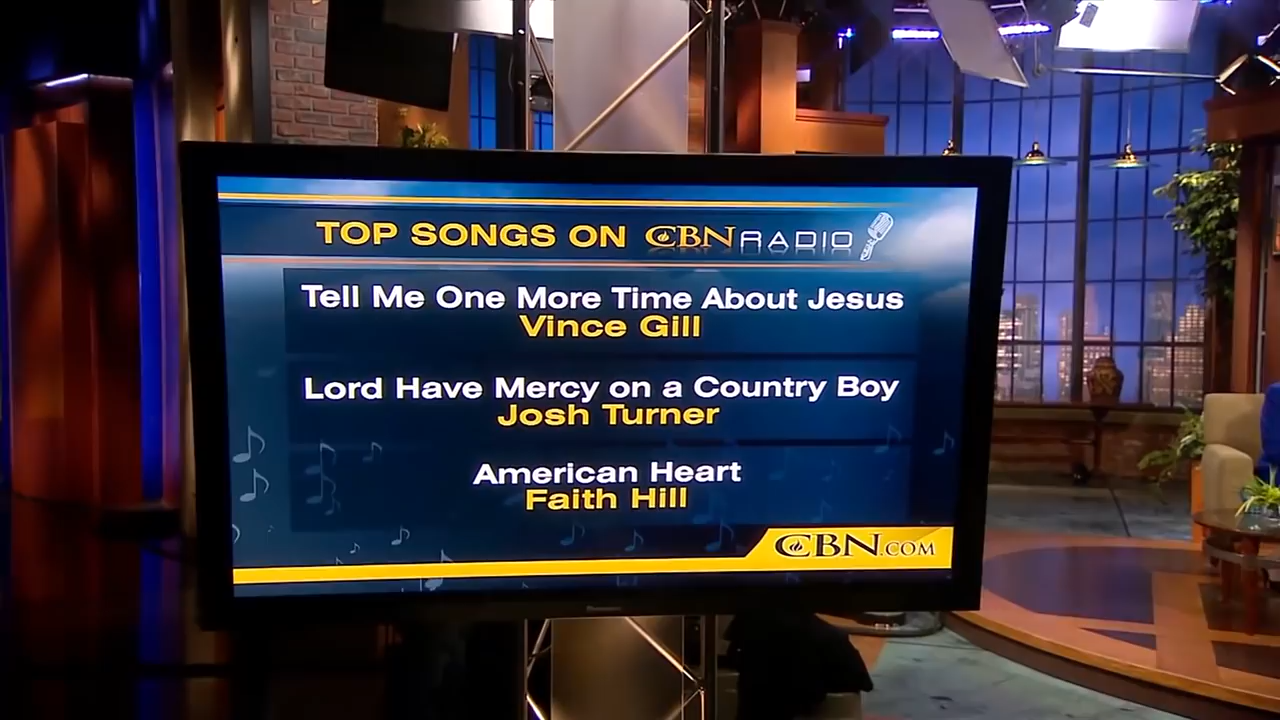 TOP SONGS ON CBN RADIO
Tell Me One More Time About Jesus
Vince Gill
Lord Have Mercy on a Country Boy
Josh Turner
American Heart
Faith Hill
CBN.COM
Panasonic